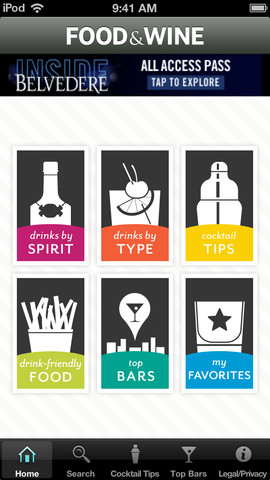 iPod 9:41 AM
FOOD&WINE
INSIDE
BELVEDERE
ALL ACCESS PASS
TAP TO EXPLORE
drinks by
SPIRIT
drinks by
TYPE
cocktail
TIPS
drink-friendly
FOOD
top
BARS
my
FAVORITES
Home Search Cocktail Tips Top Bars Legal/Privacy